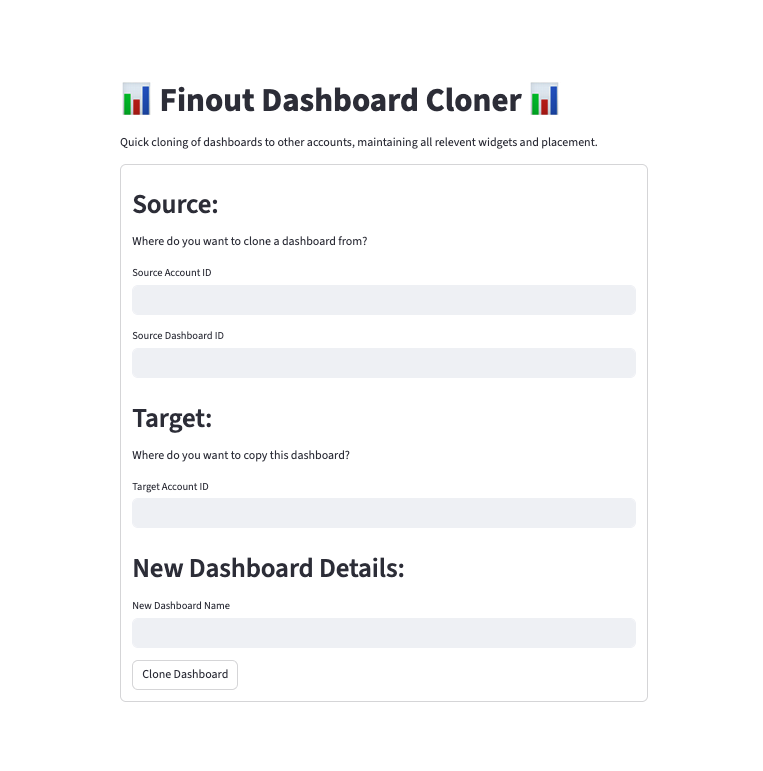 📊 Finout Dashboard Cloner 📊
Quick cloning of dashboards to other accounts, maintaining all relevent widgets and placement.
Source:
Where do you want to clone a dashboard from?
Source Account ID
Source Dashboard ID
Target:
Where do you want to copy this dashboard?
Target Account ID
New Dashboard Details:
New Dashboard Name
Clone Dashboard